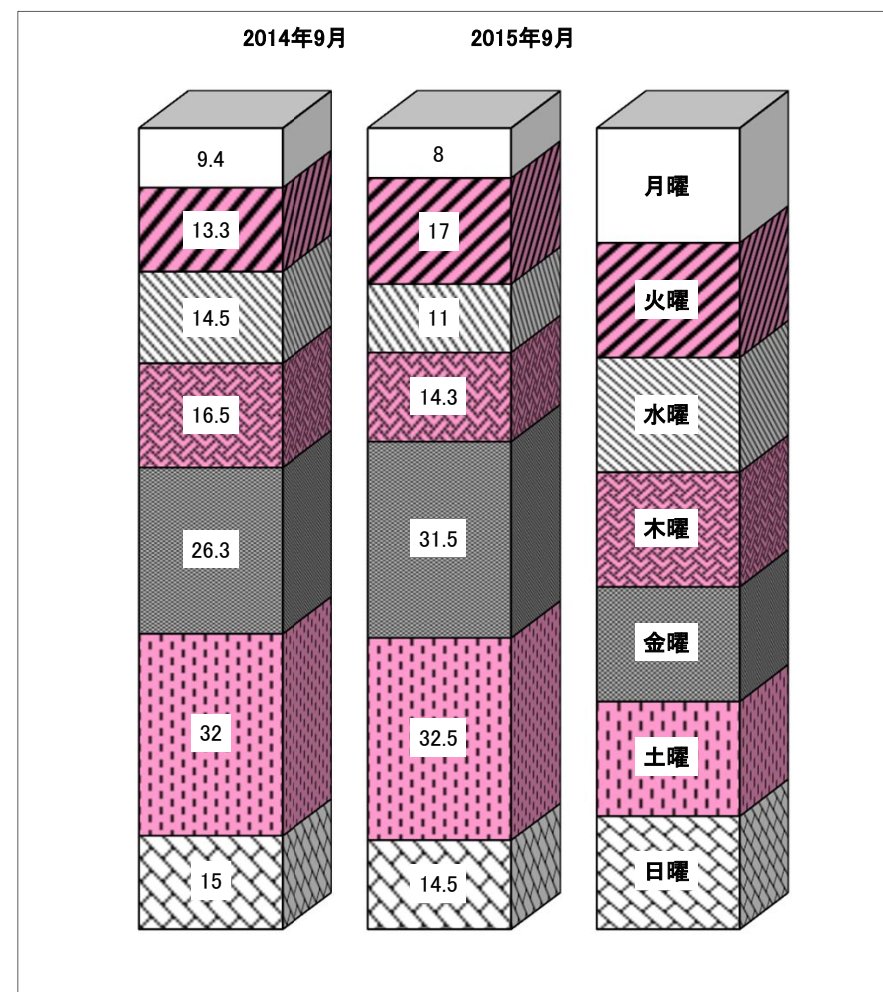 2014年9月 2015年9月
9.4 8 月曜
13.3 17 火曜
14.5 11 水曜
16.5 14.3 木曜
26.3 31.5 金曜
32 32.5 土曜
15 14.5 日曜